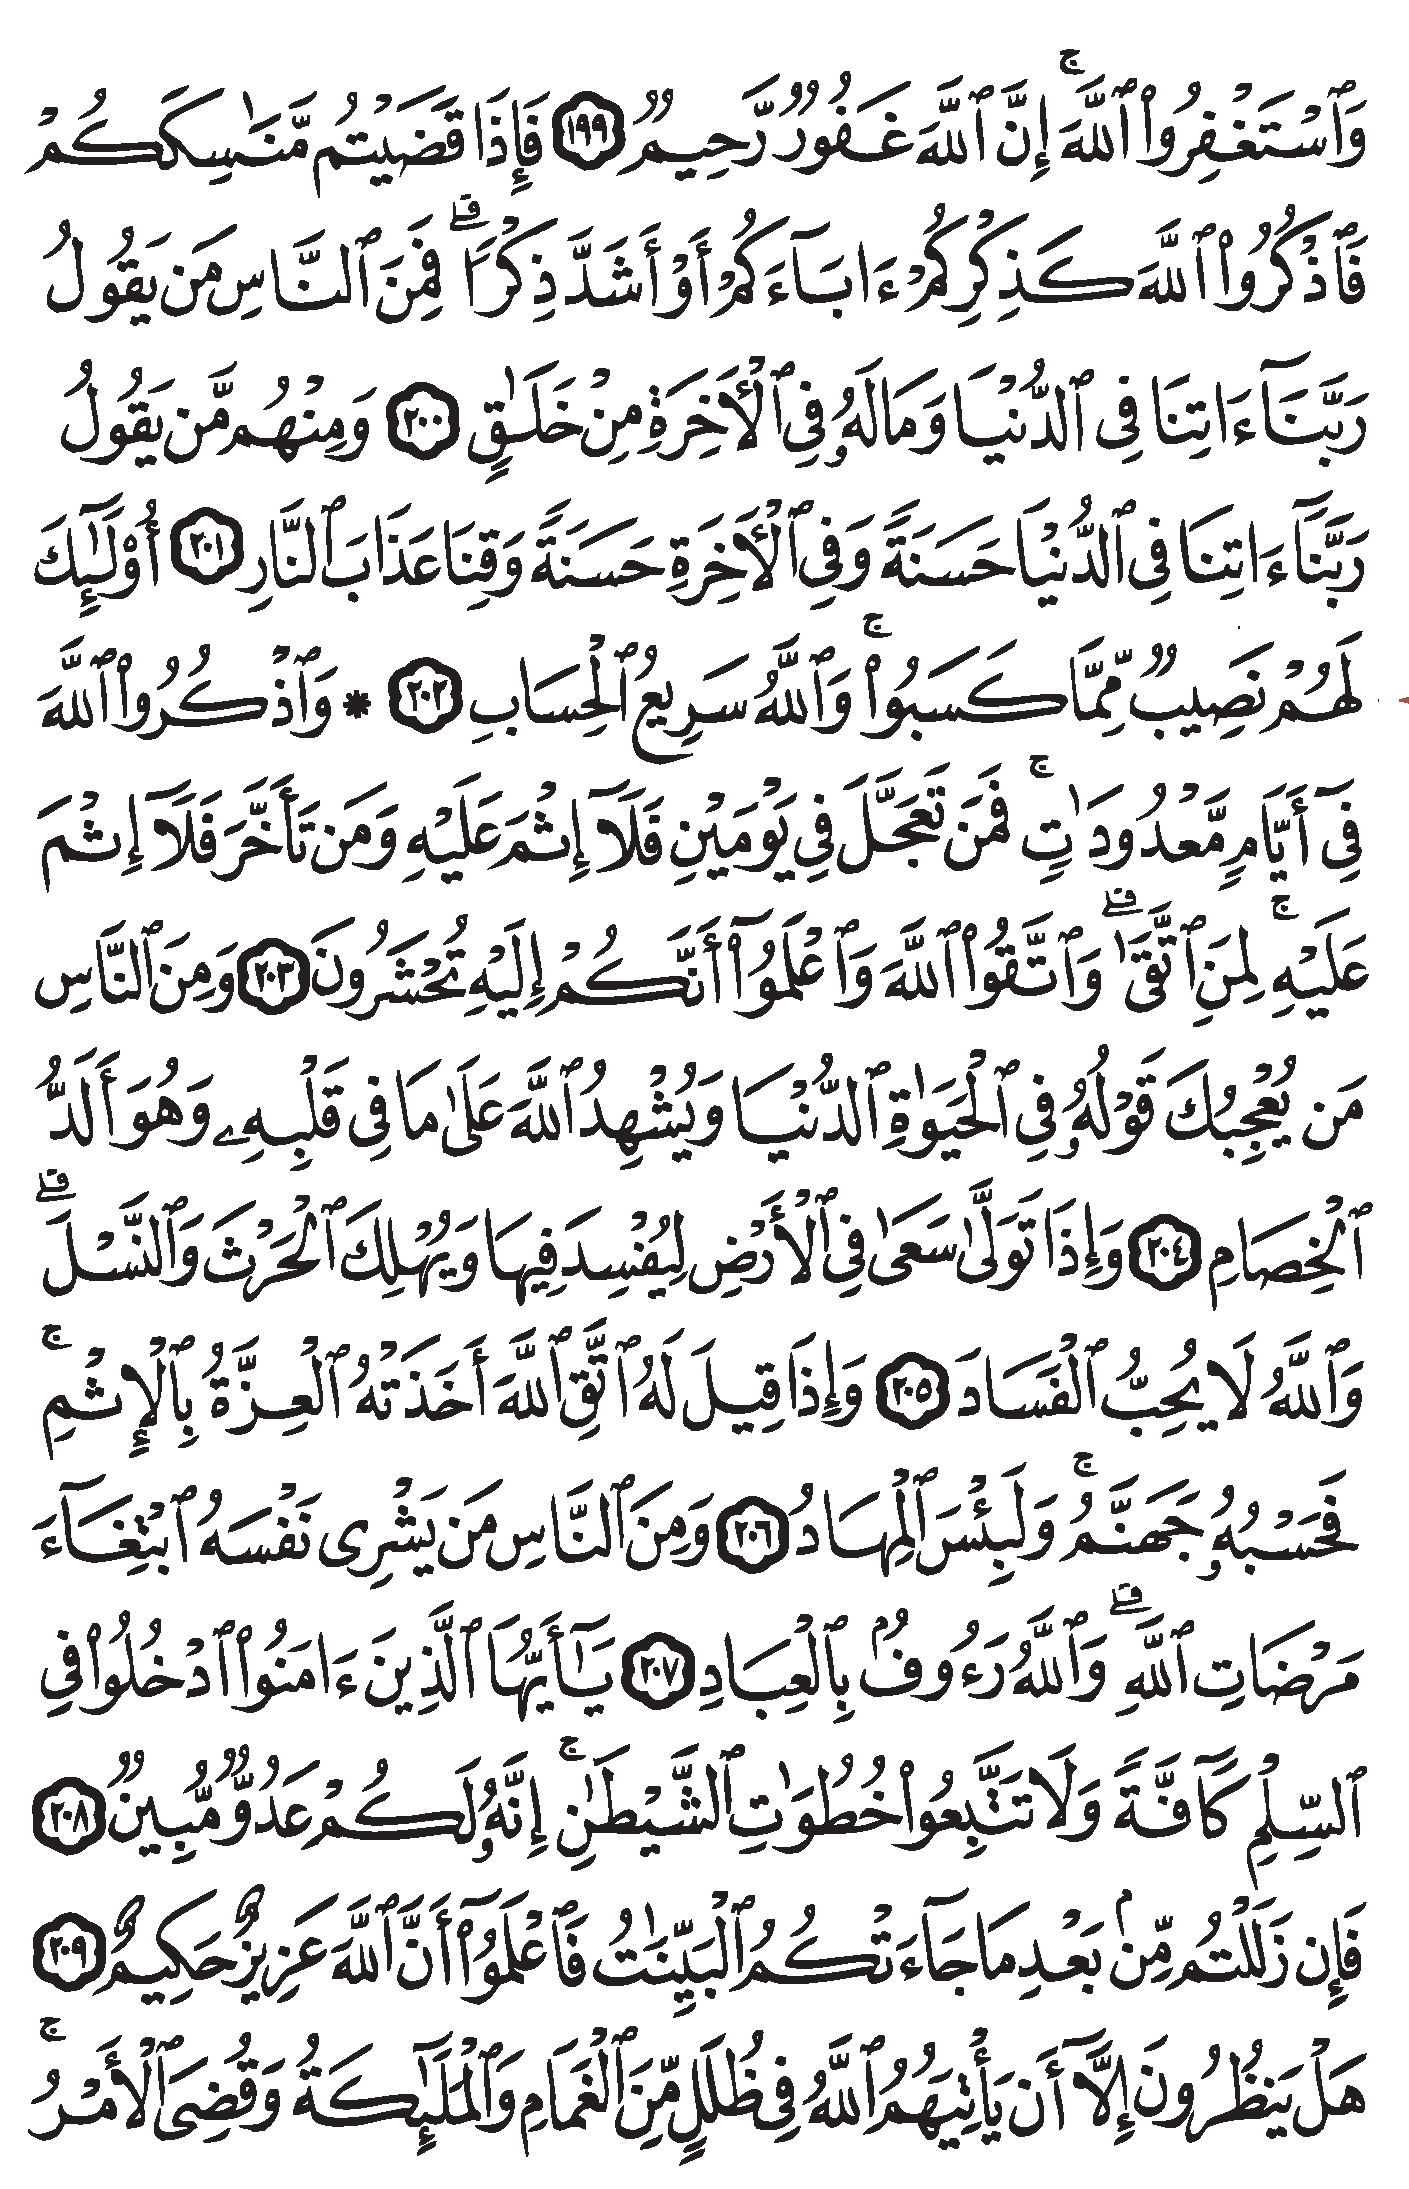 وَٱسْتَغْفِرُوا۟ ٱللَّهَۚ إِنَّ ٱللَّهَ غَفُورٌ رَّحِيمٌ ١٩٩ فَإِذَا قَضَيْتُم مَّنَٰسِكَكُمْ
فَٱذْكُرُوا۟ ٱللَّهَ كَذِكْرِكُمْ ءَابَآءَكُمْ أَوْ أَشَدَّ ذِكْرًاۗ فَمِنَ ٱلنَّاسِ مَن يَقُولُ
رَبَّنَآ ءَاتِنَا فِى ٱلدُّنْيَا وَمَا لَهُۥ فِى ٱلْأَخِرَةِ مِنْ خَلَٰقٍ ٢٠٠ وَمِنْهُم مَّن يَقُولُ
رَبَّنَآ ءَاتِنَا فِى ٱلدُّنْيَا حَسَنَةً وَفِى ٱلْأَخِرَةِ حَسَنَةً وَقِنَا عَذَابَ ٱلنَّارِ ٢٠١ أُو۟لَٰٓئِكَ
لَهُمْ نَصِيبٌ مِّمَّا كَسَبُوا۟ۚ وَٱللَّهُ سَرِيعُ ٱلْحِسَابِ ٢٠٢ * وَٱذْكُرُوا۟ ٱللَّهَ
فِىٓ أَيَّامٍ مَّعْدُودَٰتٍۚ فَمَن تَعَجَّلَ فِى يَوْمَيْنِ فَلَآ إِثْمَ عَلَيْهِ وَمَن تَأَخَّرَ فَلَآ إِثْمَ
عَلَيْهِۚ لِمَنِ ٱتَّقَىٰۗ وَٱتَّقُوا۟ ٱللَّهَ وَٱعْلَمُوٓا۟ أَنَّكُمْ إِلَيْهِ تُحْشَرُونَ ٢٠٣ وَمِنَ ٱلنَّاسِ
مَن يُعْجِبُكَ قَوْلُهُۥ فِى ٱلْحَيَوٰةِ ٱلدُّنْيَا وَيُشْهِدُ ٱللَّهَ عَلَىٰ مَا فِى قَلْبِهِۦ وَهُوَ أَلَدُّ
ٱلْخِصَامِ ٢٠٤ وَإِذَا تَوَلَّىٰ سَعَىٰ فِى ٱلْأَرْضِ لِيُفْسِدَ فِيهَا وَيُهْلِكَ ٱلْحَرْثَ وَٱلنَّسْلَۗ
وَٱللَّهُ لَا يُحِبُّ ٱلْفَسَادَ ٢٠٥ وَإِذَا قِيلَ لَهُ ٱتَّقِ ٱللَّهَ أَخَذَتْهُ ٱلْعِزَّةُ بِٱلْإِثْمِۚ
فَحَسْبُهُۥ جَهَنَّمُۚ وَلَبِئْسَ ٱلْمِهَادُ ٢٠٦ وَمِنَ ٱلنَّاسِ مَن يَشْرِى نَفْسَهُ ٱبْتِغَآءَ
مَرْضَاتِ ٱللَّهِۗ وَٱللَّهُ رَءُوفُۢ بِٱلْعِبَادِ ٢٠٧ يَٰٓأَيُّهَا ٱلَّذِينَ ءَامَنُوا۟ ٱدْخُلُوا۟ فِى
ٱلسِّلْمِ كَآفَّةً وَلَا تَتَّبِعُوا۟ خُطُوَٰتِ ٱلشَّيْطَٰنِۚ إِنَّهُۥ لَكُمْ عَدُوٌّ مُّبِينٌ ٢٠٨
فَإِن زَلَلْتُم مِّنۢ بَعْدِ مَا جَآءَتْكُمُ ٱلْبَيِّنَٰتُ فَٱعْلَمُوٓا۟ أَنَّ ٱللَّهَ عَزِيزٌ حَكِيمٌ ٢٠٩
هَلْ يَنظُرُونَ إِلَّآ أَن يَأْتِيَهُمُ ٱللَّهُ فِى ظُلَلٍ مِّنَ ٱلْغَمَامِ وَٱلْمَلَٰٓئِكَةُ وَقُضِىَ ٱلْأَمْرُۚ